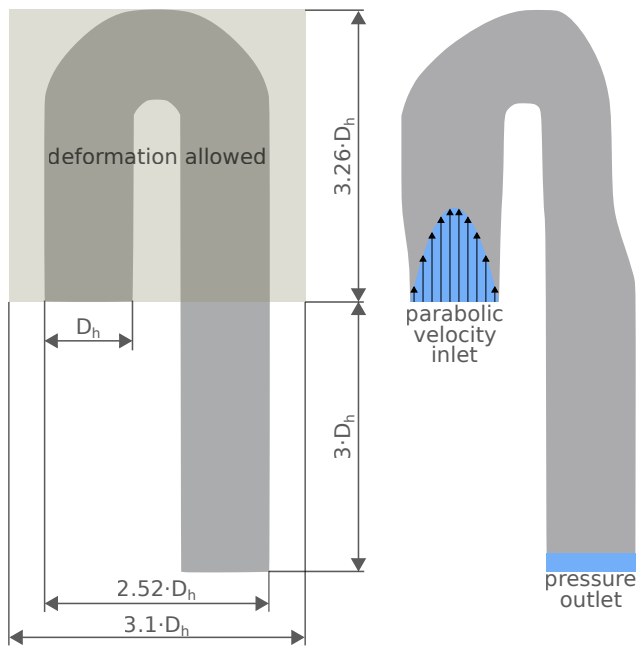 deformation allowed
3.26·Dₕ
Dₕ
parabolic
velocity
inlet
3·Dₕ
2.52·Dₕ
3.1·Dₕ
pressure
outlet